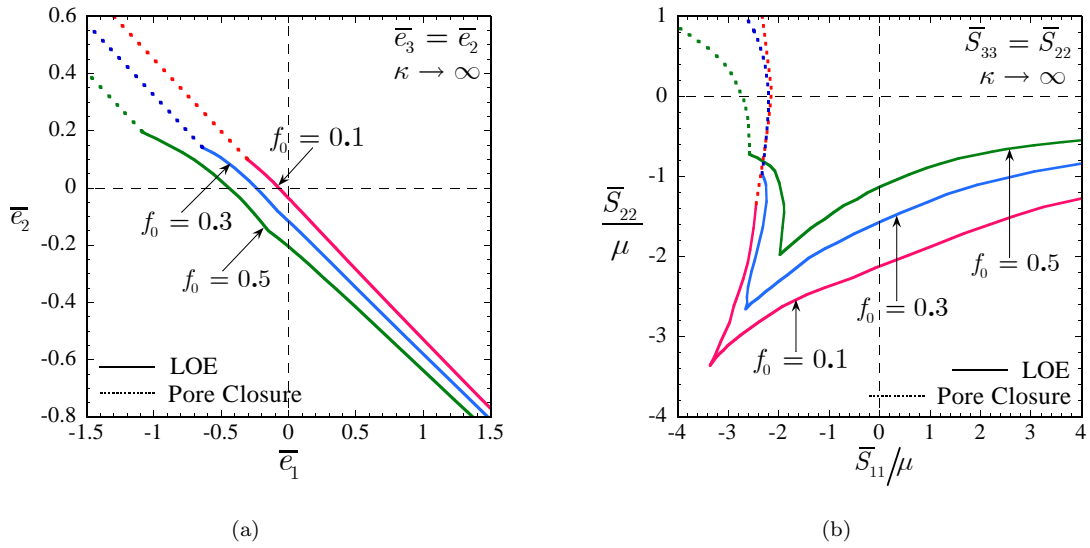 0.6
0.4
0.2
0
-0.2
-0.4
-0.6
-0.8
-1.5
-1
-0.5
0
0.5
1
1.5
e̅₂
e̅₁
e̅₃ = e̅₂
κ → ∞
f₀ = 0.1
f₀ = 0.3
f₀ = 0.5
LOE
Pore Closure
(a)
1
0
-1
-2
-3
-4
-4
-3
-2
-1
0
1
2
3
4
S̅₂₂/μ
S̅₁₁/μ
S̅₃₃ = S̅₂₂
κ → ∞
f₀ = 0.5
f₀ = 0.3
f₀ = 0.1
LOE
Pore Closure
(b)